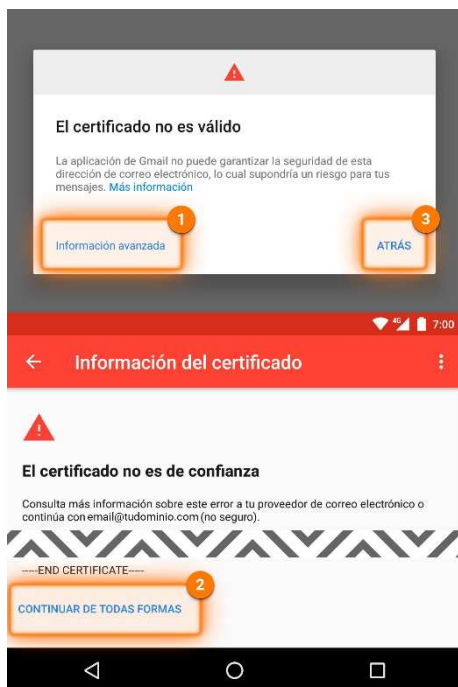 El certificado no es válido
La aplicación de Gmail no puede garantizar la seguridad de esta
dirección de correo electrónico, lo cual supondría un riesgo para tus
mensajes. Más información
1
3
Información avanzada
ATRÁS
4G 7:00
Información del certificado
El certificado no es de confianza
Consulta más información sobre este error a tu proveedor de correo electrónico o
continúa con email@tudominio.com (no seguro).
-----END CERTIFICATE-----
2
CONTINUAR DE TODAS FORMAS